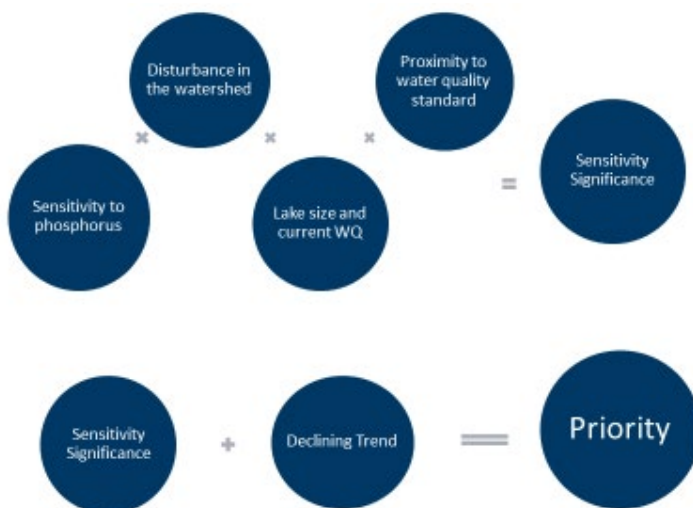 Sensitivity to
phosphorus
×
Disturbance in
the watershed
×
Lake size and
current WQ
×
Proximity to
water quality
standard
=
Sensitivity
Significance
Sensitivity
Significance
+
Declining Trend
=
Priority